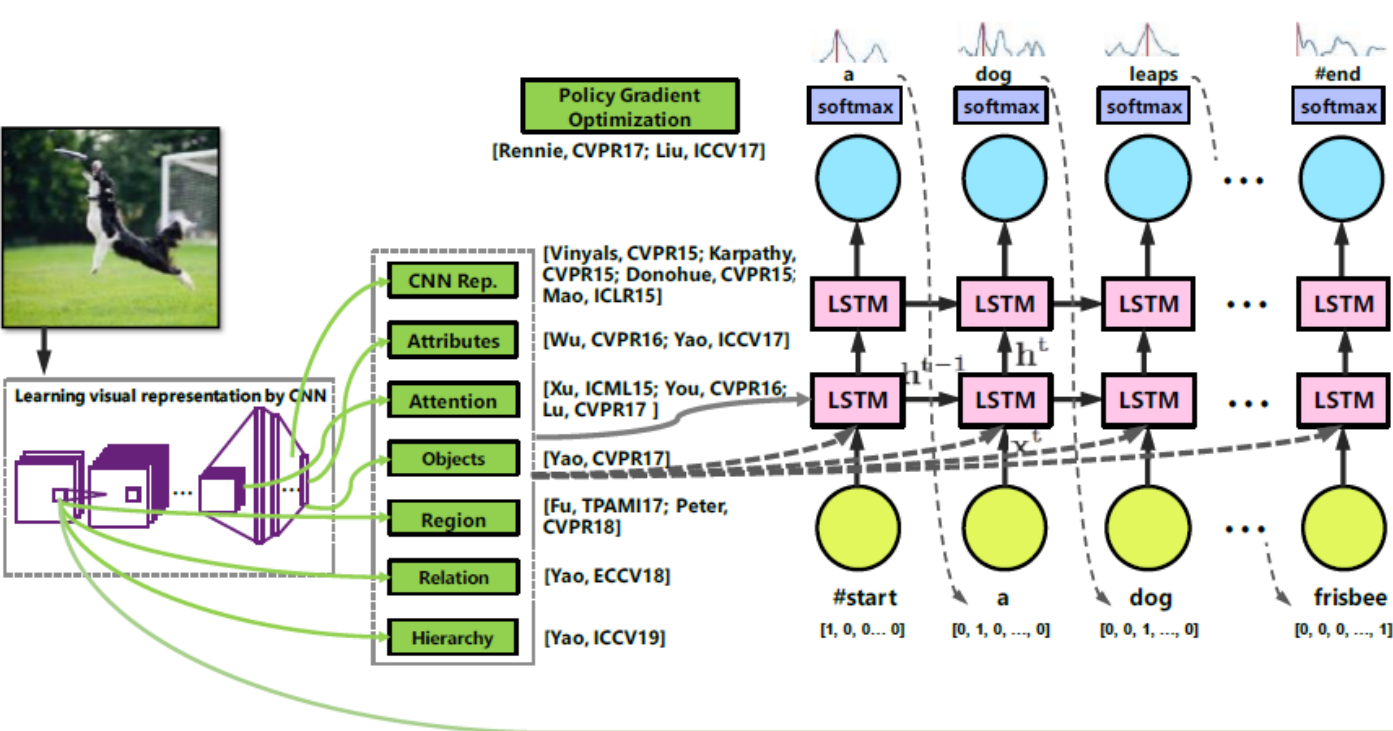 a
dog
leaps
#end
Policy Gradient
Optimization
softmax
softmax
softmax
softmax
[Rennie, CVPR17; Liu, ICCV17]
...
CNN Rep.
[Vinyals, CVPR15; Karpathy,
CVPR15; Donohue, CVPR15;
Mao, ICLR15]
LSTM
LSTM
LSTM
...
LSTM
Attributes
[Wu, CVPR16; Yao, ICCV17]
h^t-1
h^t
Learning visual representation by CNN
Attention
[Xu, ICML15; You, CVPR16;
Lu, CVPR17 ]
LSTM
LSTM
LSTM
...
LSTM
x^t
Objects
[Yao, CVPR17]
...
...
Region
[Fu, TPAMI17; Peter,
CVPR18]
...
Relation
[Yao, ECCV18]
#start
a
dog
frisbee
[1, 0, 0... 0]
[0, 1, 0, ..., 0]
[0, 0, 1, ..., 0]
[0, 0, 0, ..., 1]
Hierarchy
[Yao, ICCV19]